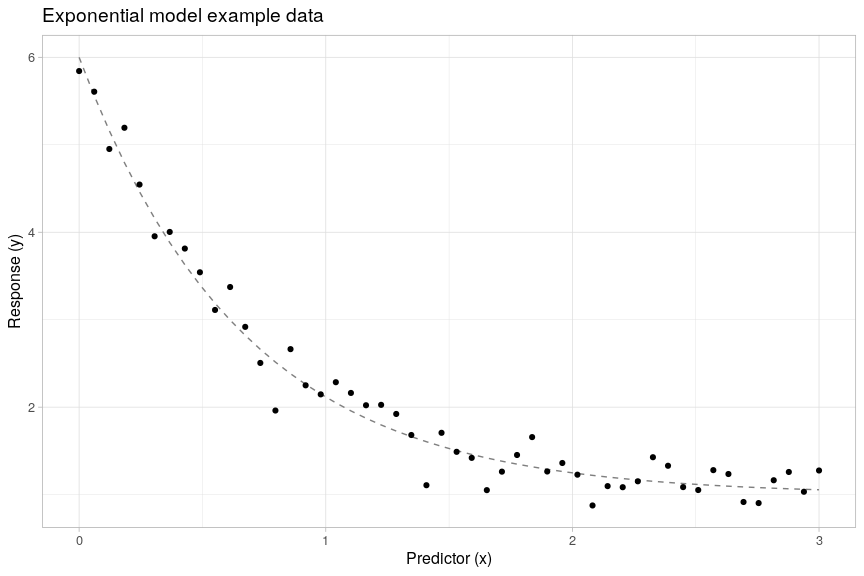 Exponential model example data
6
4
2
Response (y)
0 1 2 3
Predictor (x)